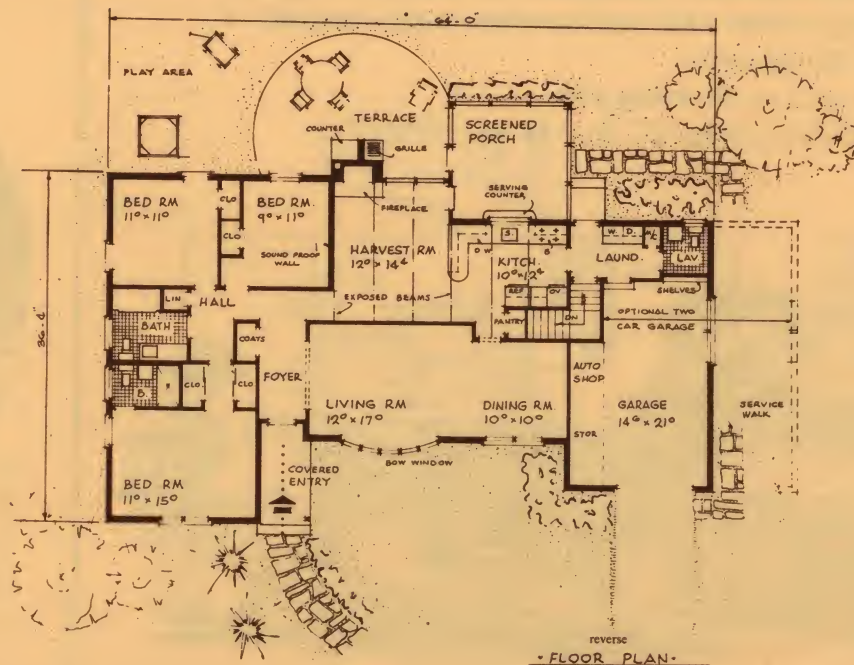 64'-0"
PLAY AREA
TERRACE
COUNTER
GRILLE
SCREENED
PORCH
SERVING
COUNTER
FIREPLACE
BED RM
11⁰ x 11⁰
CLO
CLO
BED RM.
9⁰ x 11⁰
SOUND PROOF
WALL
HARVEST RM
12⁰ x 14⁴
D W
S
B
KITCH.
10⁰ x 12⁴
REF
OV
W.
D.
LAUND.
LAV.
SHELVES
36'-4"
LIN
HALL
EXPOSED BEAMS
PANTRY
DN
OPTIONAL TWO
CAR GARAGE
BATH
COATS
B.
CLO
CLO
FOYER
LIVING RM
12⁰ x 17⁰
DINING RM.
10⁰ x 10⁰
AUTO
SHOP
STOR
GARAGE
14⁶ x 21⁰
SERVICE
WALK
BED RM
11⁰ x 15⁰
COVERED
ENTRY
BOW WINDOW
reverse
• FLOOR PLAN •